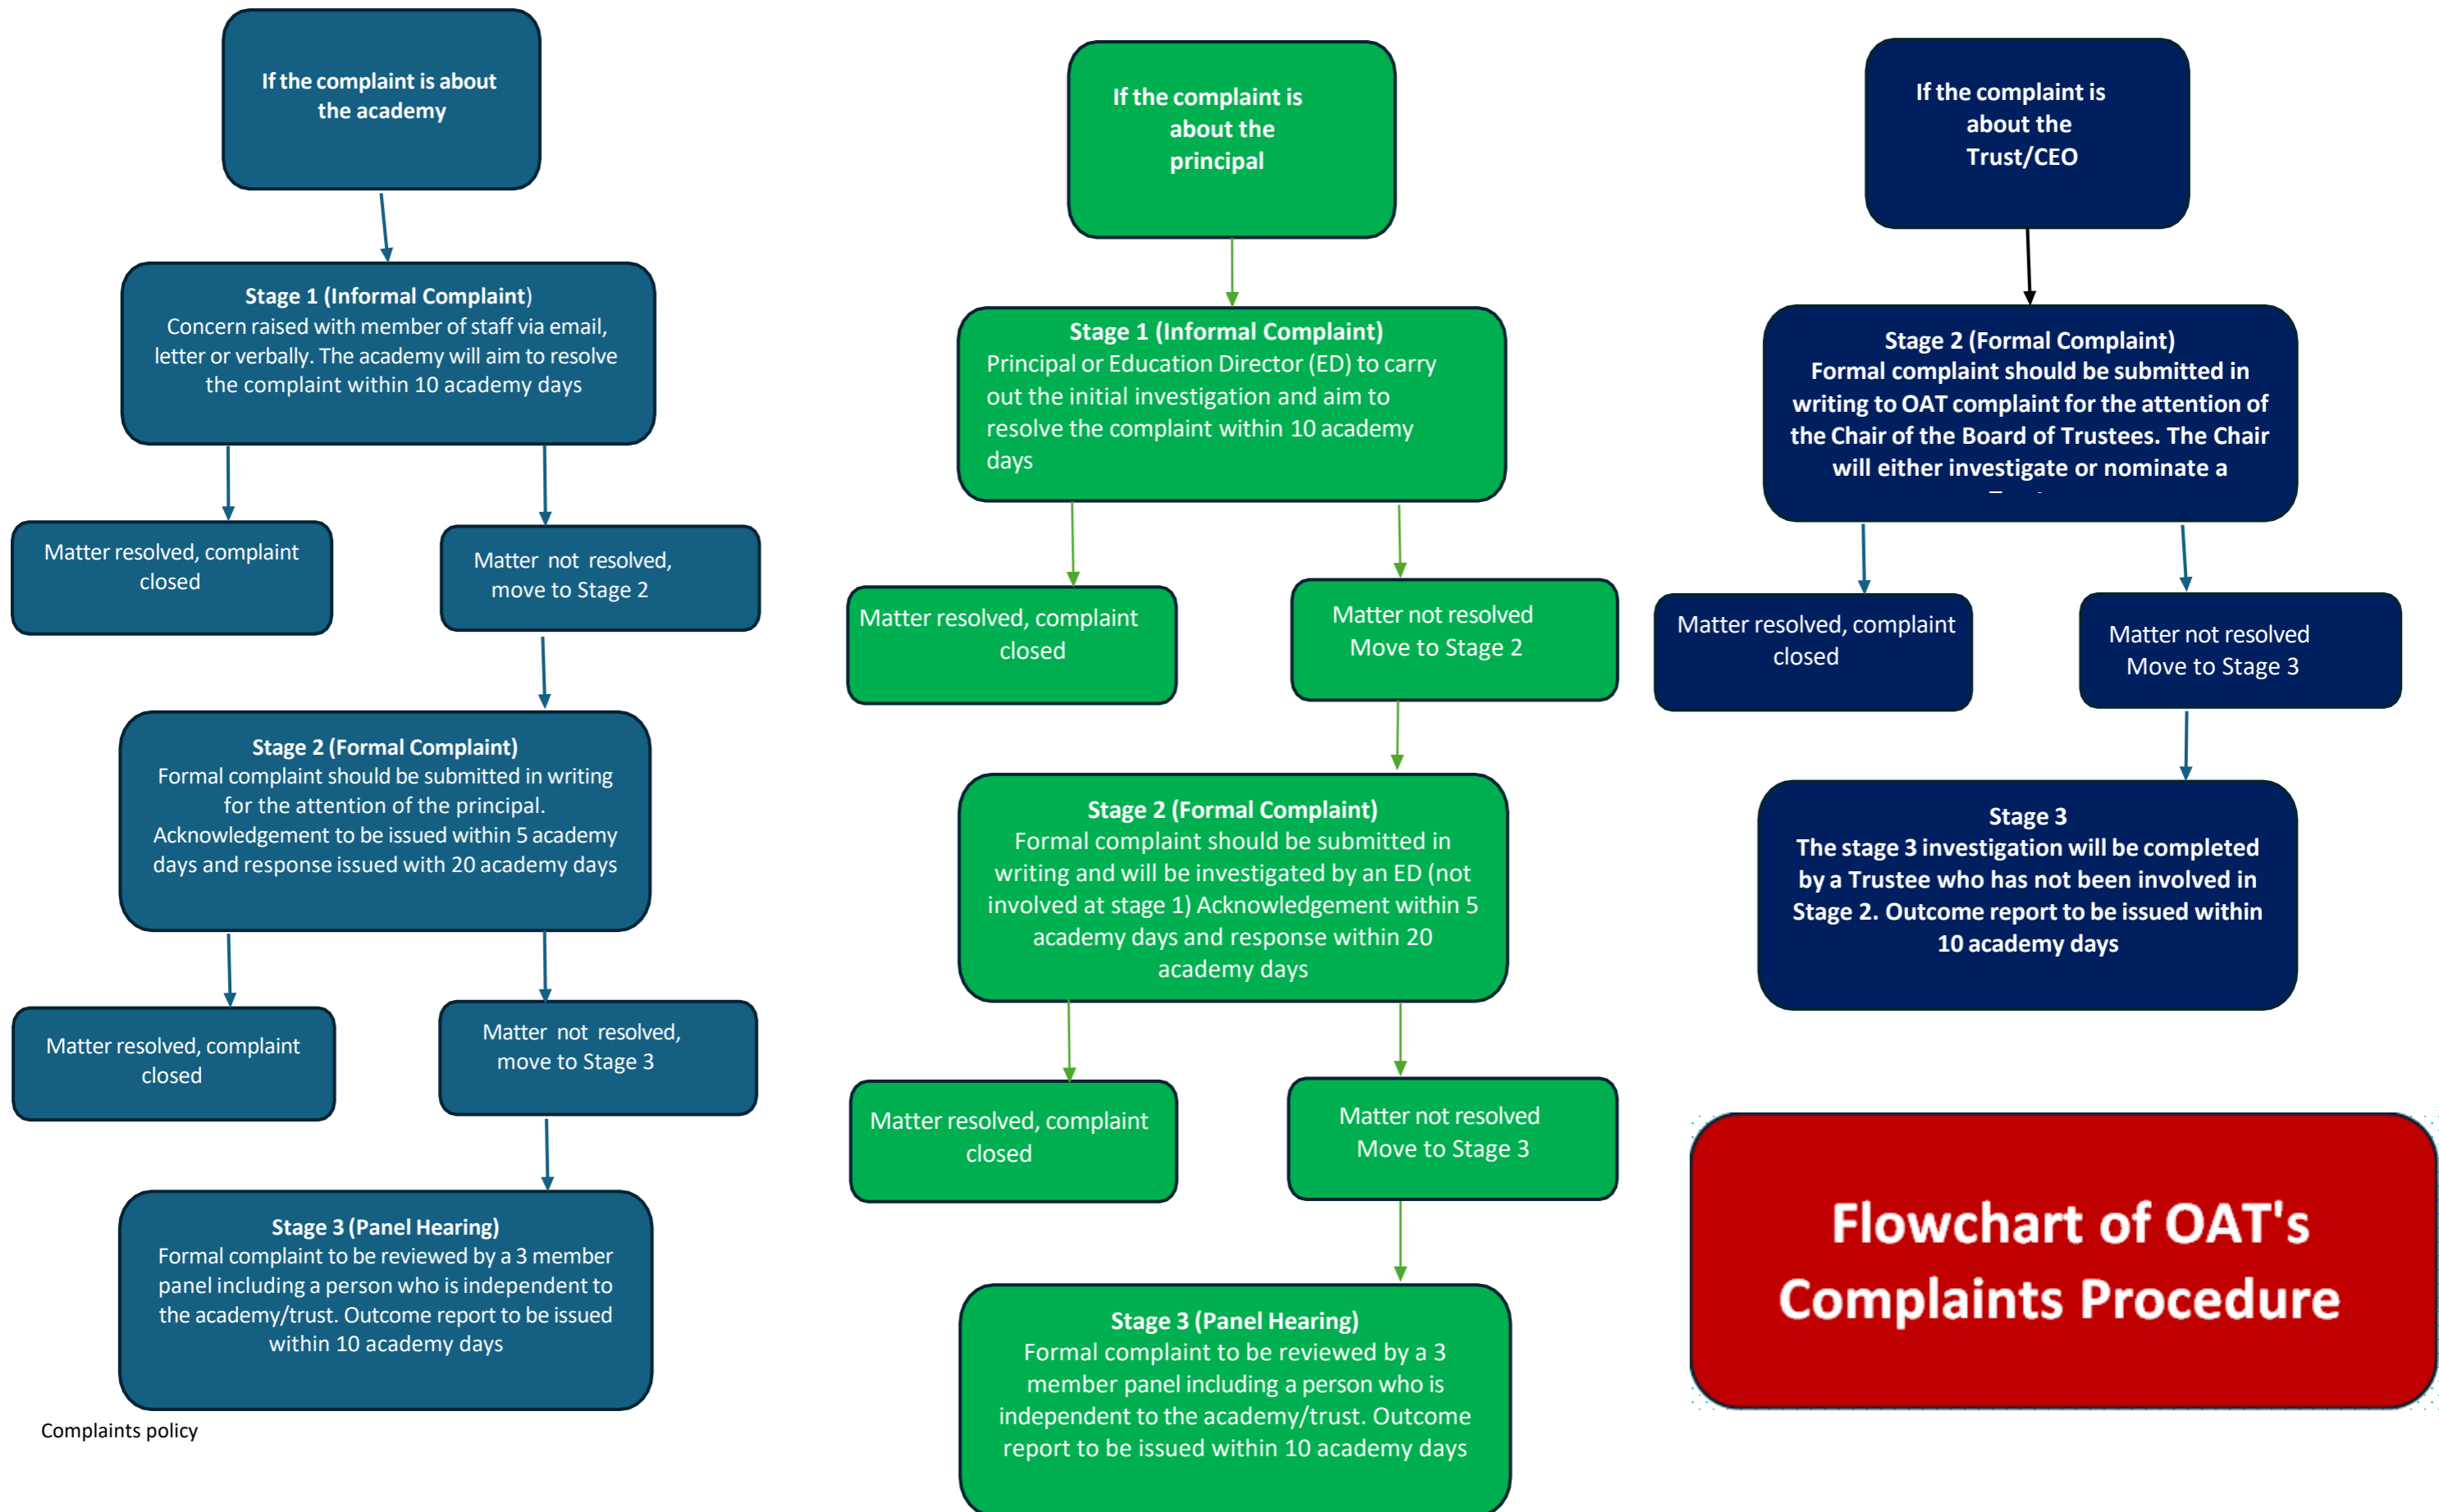 If the complaint is about
the academy
Stage 1 (Informal Complaint)
Concern raised with member of staff via email,
letter or verbally. The academy will aim to resolve
the complaint within 10 academy days
Matter resolved, complaint
closed
Matter not resolved,
move to Stage 2
Stage 2 (Formal Complaint)
Formal complaint should be submitted in writing
for the attention of the principal.
Acknowledgement to be issued within 5 academy
days and response issued with 20 academy days
Matter resolved, complaint
closed
Matter not resolved,
move to Stage 3
Stage 3 (Panel Hearing)
Formal complaint to be reviewed by a 3 member
panel including a person who is independent to
the academy/trust. Outcome report to be issued
within 10 academy days
Complaints policy
If the complaint is
about the
principal
Stage 1 (Informal Complaint)
Principal or Education Director (ED) to carry
out the initial investigation and aim to
resolve the complaint within 10 academy
days
Matter resolved, complaint
closed
Matter not resolved
Move to Stage 2
Stage 2 (Formal Complaint)
Formal complaint should be submitted in
writing and will be investigated by an ED (not
involved at stage 1) Acknowledgement within 5
academy days and response within 20
academy days
Matter resolved, complaint
closed
Matter not resolved
Move to Stage 3
Stage 3 (Panel Hearing)
Formal complaint to be reviewed by a 3
member panel including a person who is
independent to the academy/trust. Outcome
report to be issued within 10 academy days
If the complaint is
about the
Trust/CEO
Stage 2 (Formal Complaint)
Formal complaint should be submitted in
writing to OAT complaint for the attention of
the Chair of the Board of Trustees. The Chair
will either investigate or nominate a
Matter resolved, complaint
closed
Matter not resolved
Move to Stage 3
Stage 3
The stage 3 investigation will be completed
by a Trustee who has not been involved in
Stage 2. Outcome report to be issued within
10 academy days
Flowchart of OAT's
Complaints Procedure